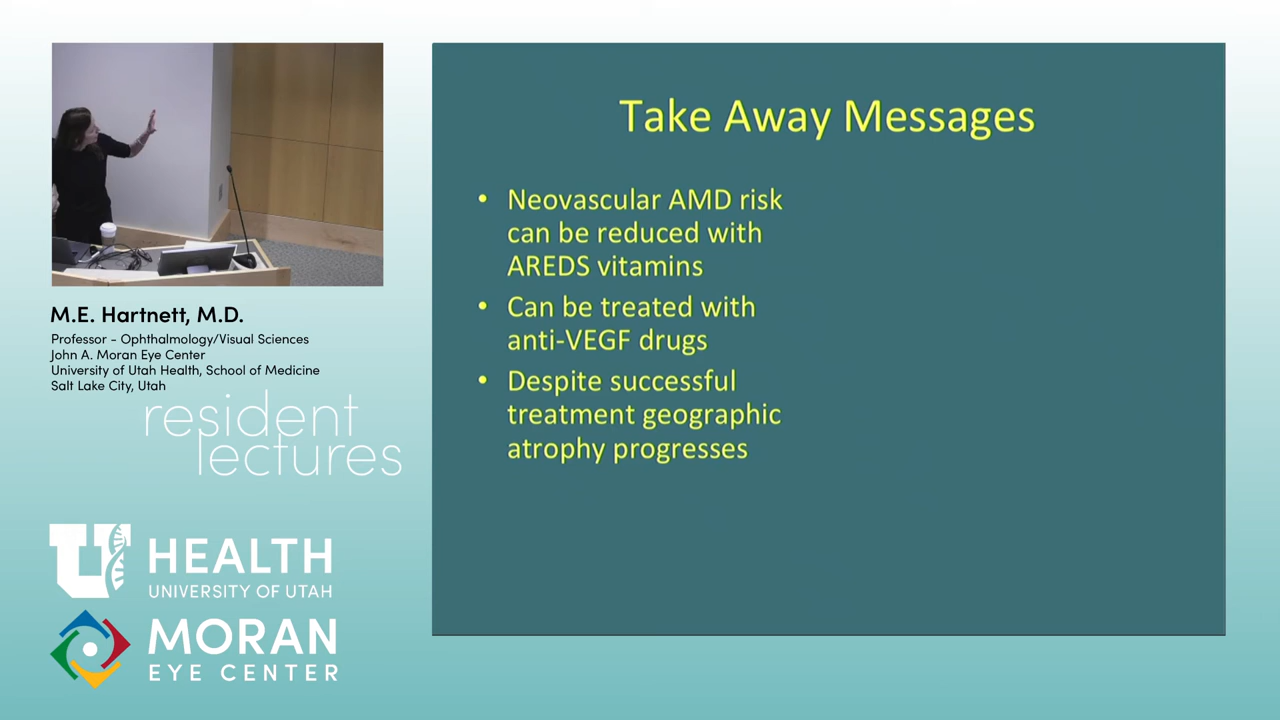 M.E. Hartnett, M.D.
Professor - Ophthalmology/Visual Sciences
John A. Moran Eye Center
University of Utah Health, School of Medicine
Salt Lake City, Utah
resident
lectures
U HEALTH
UNIVERSITY OF UTAH
MORAN
EYE CENTER
Take Away Messages
• Neovascular AMD risk
can be reduced with
AREDS vitamins
• Can be treated with
anti-VEGF drugs
• Despite successful
treatment geographic
atrophy progresses